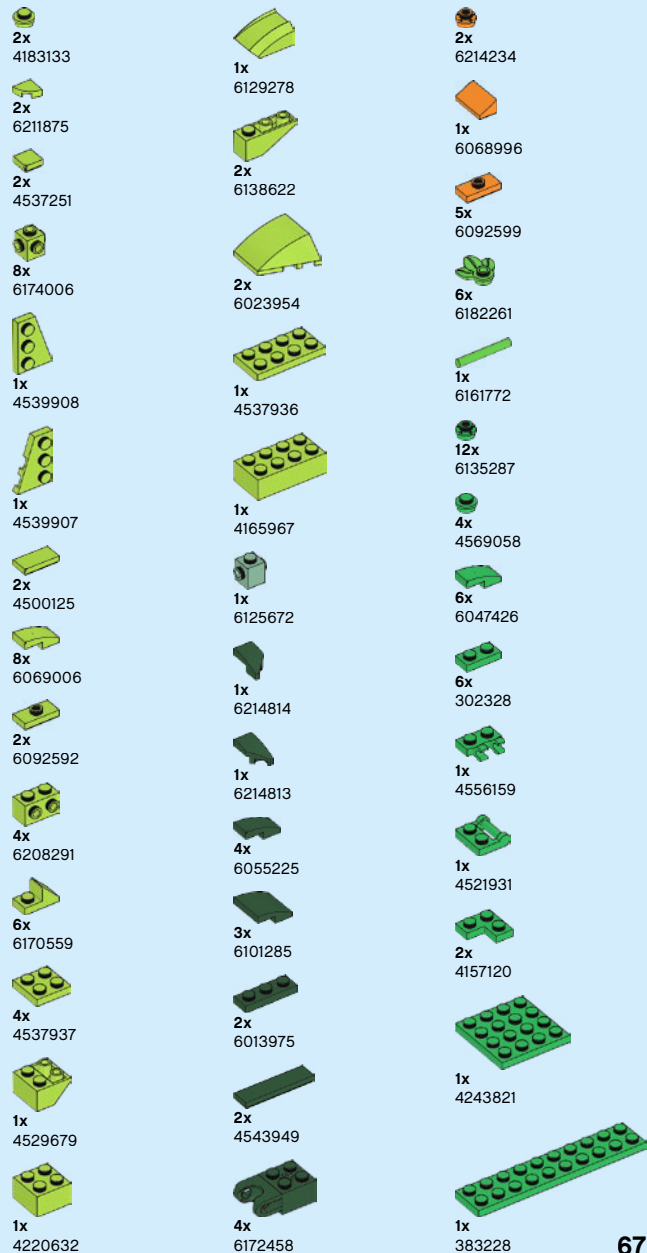 2x
4183133
2x
6211875
2x
4537251
8x
6174006
1x
4539908
1x
4539907
2x
4500125
8x
6069006
2x
6092592
4x
6208291
6x
6170559
4x
4537937
1x
4529679
1x
4220632
1x
6129278
2x
6138622
2x
6023954
1x
4537936
1x
4165967
1x
6125672
1x
6214814
1x
6214813
4x
6055225
3x
6101285
2x
6013975
2x
4543949
4x
6172458
2x
6214234
1x
6068996
5x
6092599
6x
6182261
1x
6161772
12x
6135287
4x
4569058
6x
6047426
6x
302328
1x
4556159
1x
4521931
2x
4157120
1x
4243821
1x
383228
67